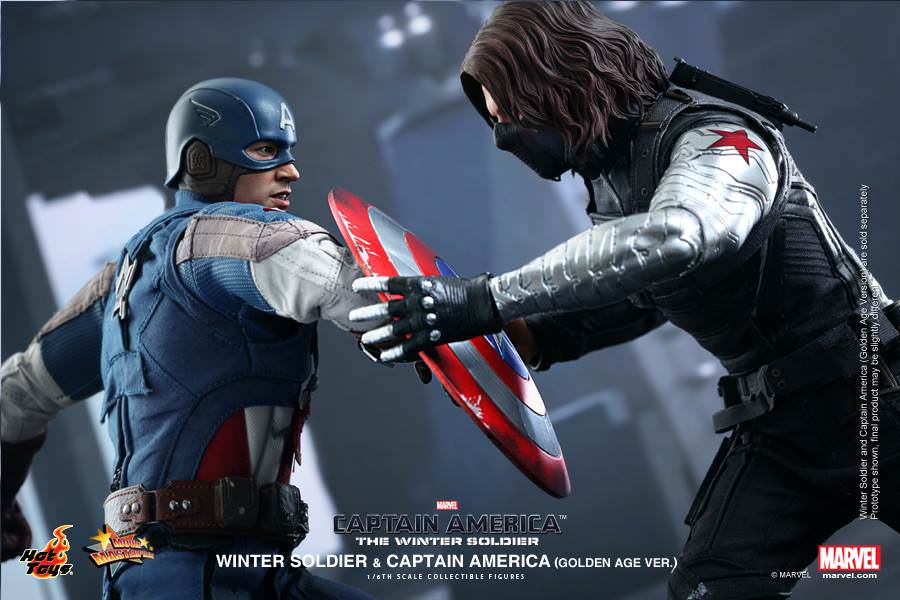 A
MARVEL
CAPTAIN AMERICA™
THE WINTER SOLDIER
WINTER SOLDIER & CAPTAIN AMERICA (GOLDEN AGE VER.)
1/6TH SCALE COLLECTIBLE FIGURES
Hot Toys
Movie Masterpiece
© MARVEL
MARVEL
marvel.com
Winter Soldier and Captain America (Golden Age Version) are sold separately
Prototype shown, final product may be slightly different